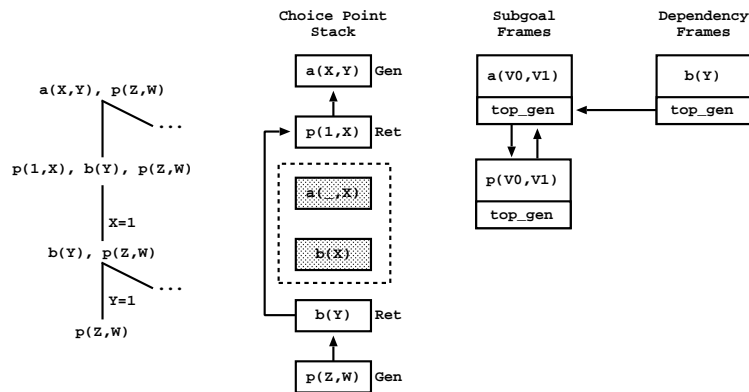 Choice Point
Stack
Subgoal
Frames
Dependency
Frames
a(X,Y), p(Z,W)
...
p(1,X), b(Y), p(Z,W)
X=1
b(Y), p(Z,W)
...
Y=1
p(Z,W)
a(X,Y) Gen
p(1,X) Ret
a(_,X)
b(X)
b(Y) Ret
p(Z,W) Gen
a(V0,V1)
top_gen
p(V0,V1)
top_gen
b(Y)
top_gen